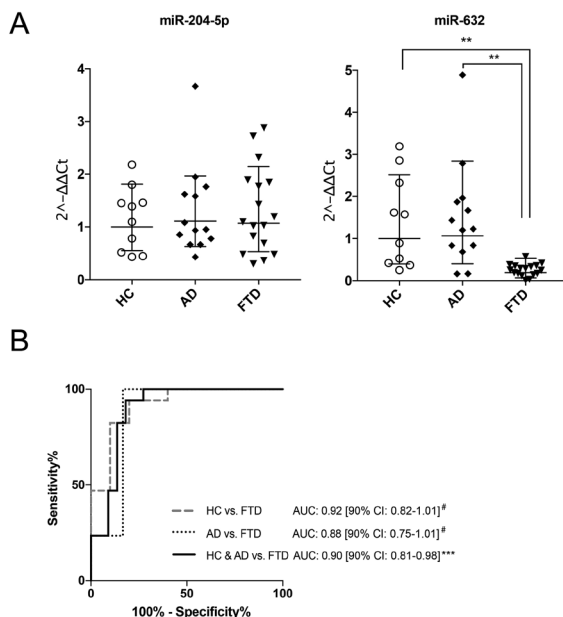 A
miR-204-5p
miR-632
2^-ΔΔCt
4
3
2
1
0
HC
AD
FTD
2^-ΔΔCt
5
4
3
2
1
0
**
**
HC
AD
FTD
B
Sensitivity%
100
50
0
HC vs. FTD AUC: 0.92 [90% CI: 0.82-1.01]#
AD vs. FTD AUC: 0.88 [90% CI: 0.75-1.01]#
HC & AD vs. FTD AUC: 0.90 [90% CI: 0.81-0.98]***
0 50 100
100% - Specificity%